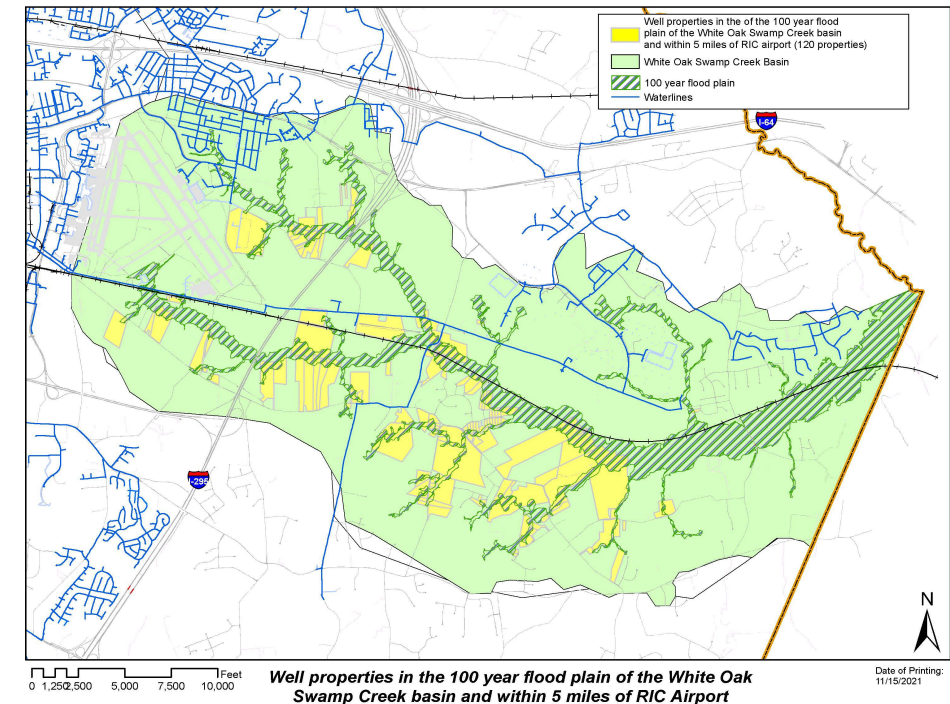 Well properties in the of the 100 year flood
plain of the White Oak Swamp Creek basin
and within 5 miles of RIC airport (120 properties)
White Oak Swamp Creek Basin
100 year flood plain
Waterlines
I-64
I-295
N
Feet
0 1,250 2,500 5,000 7,500 10,000
Well properties in the 100 year flood plain of the White Oak
Swamp Creek basin and within 5 miles of RIC Airport
Date of Printing:
11/15/2021